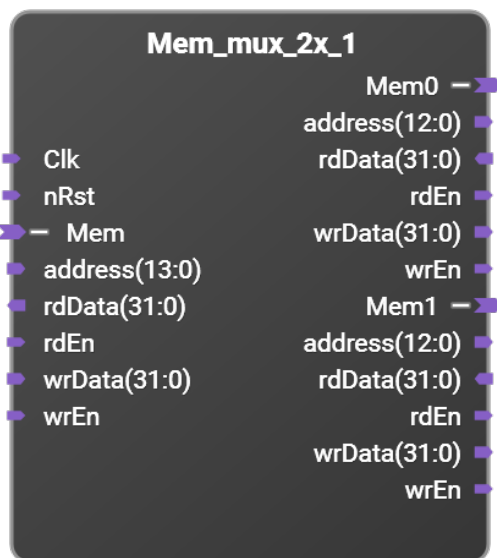 Mem_mux_2x_1
Clk
nRst
Mem
address(13:0)
rdData(31:0)
rdEn
wrData(31:0)
wrEn
Mem0
address(12:0)
rdData(31:0)
rdEn
wrData(31:0)
wrEn
Mem1
address(12:0)
rdData(31:0)
rdEn
wrData(31:0)
wrEn